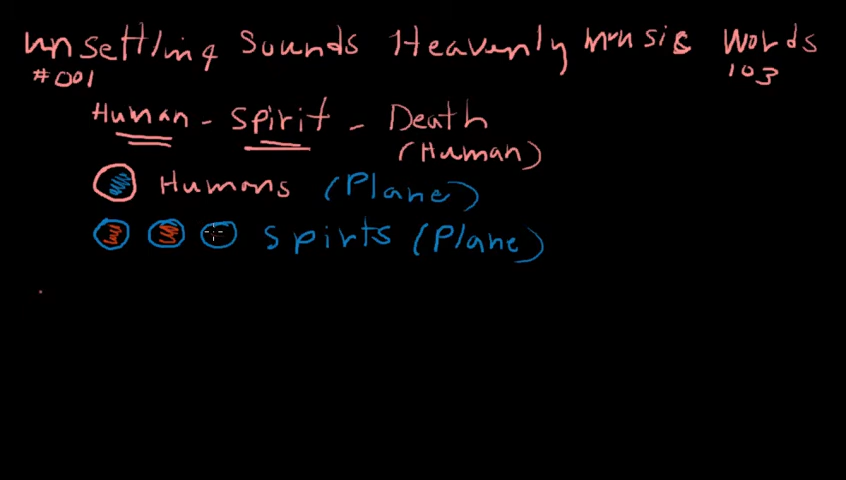 unsettling Sounds Heavenly music Words
#001 103
Human - Spirit - Death
(Human)
Humans (Plane)
Spirts (Plane)